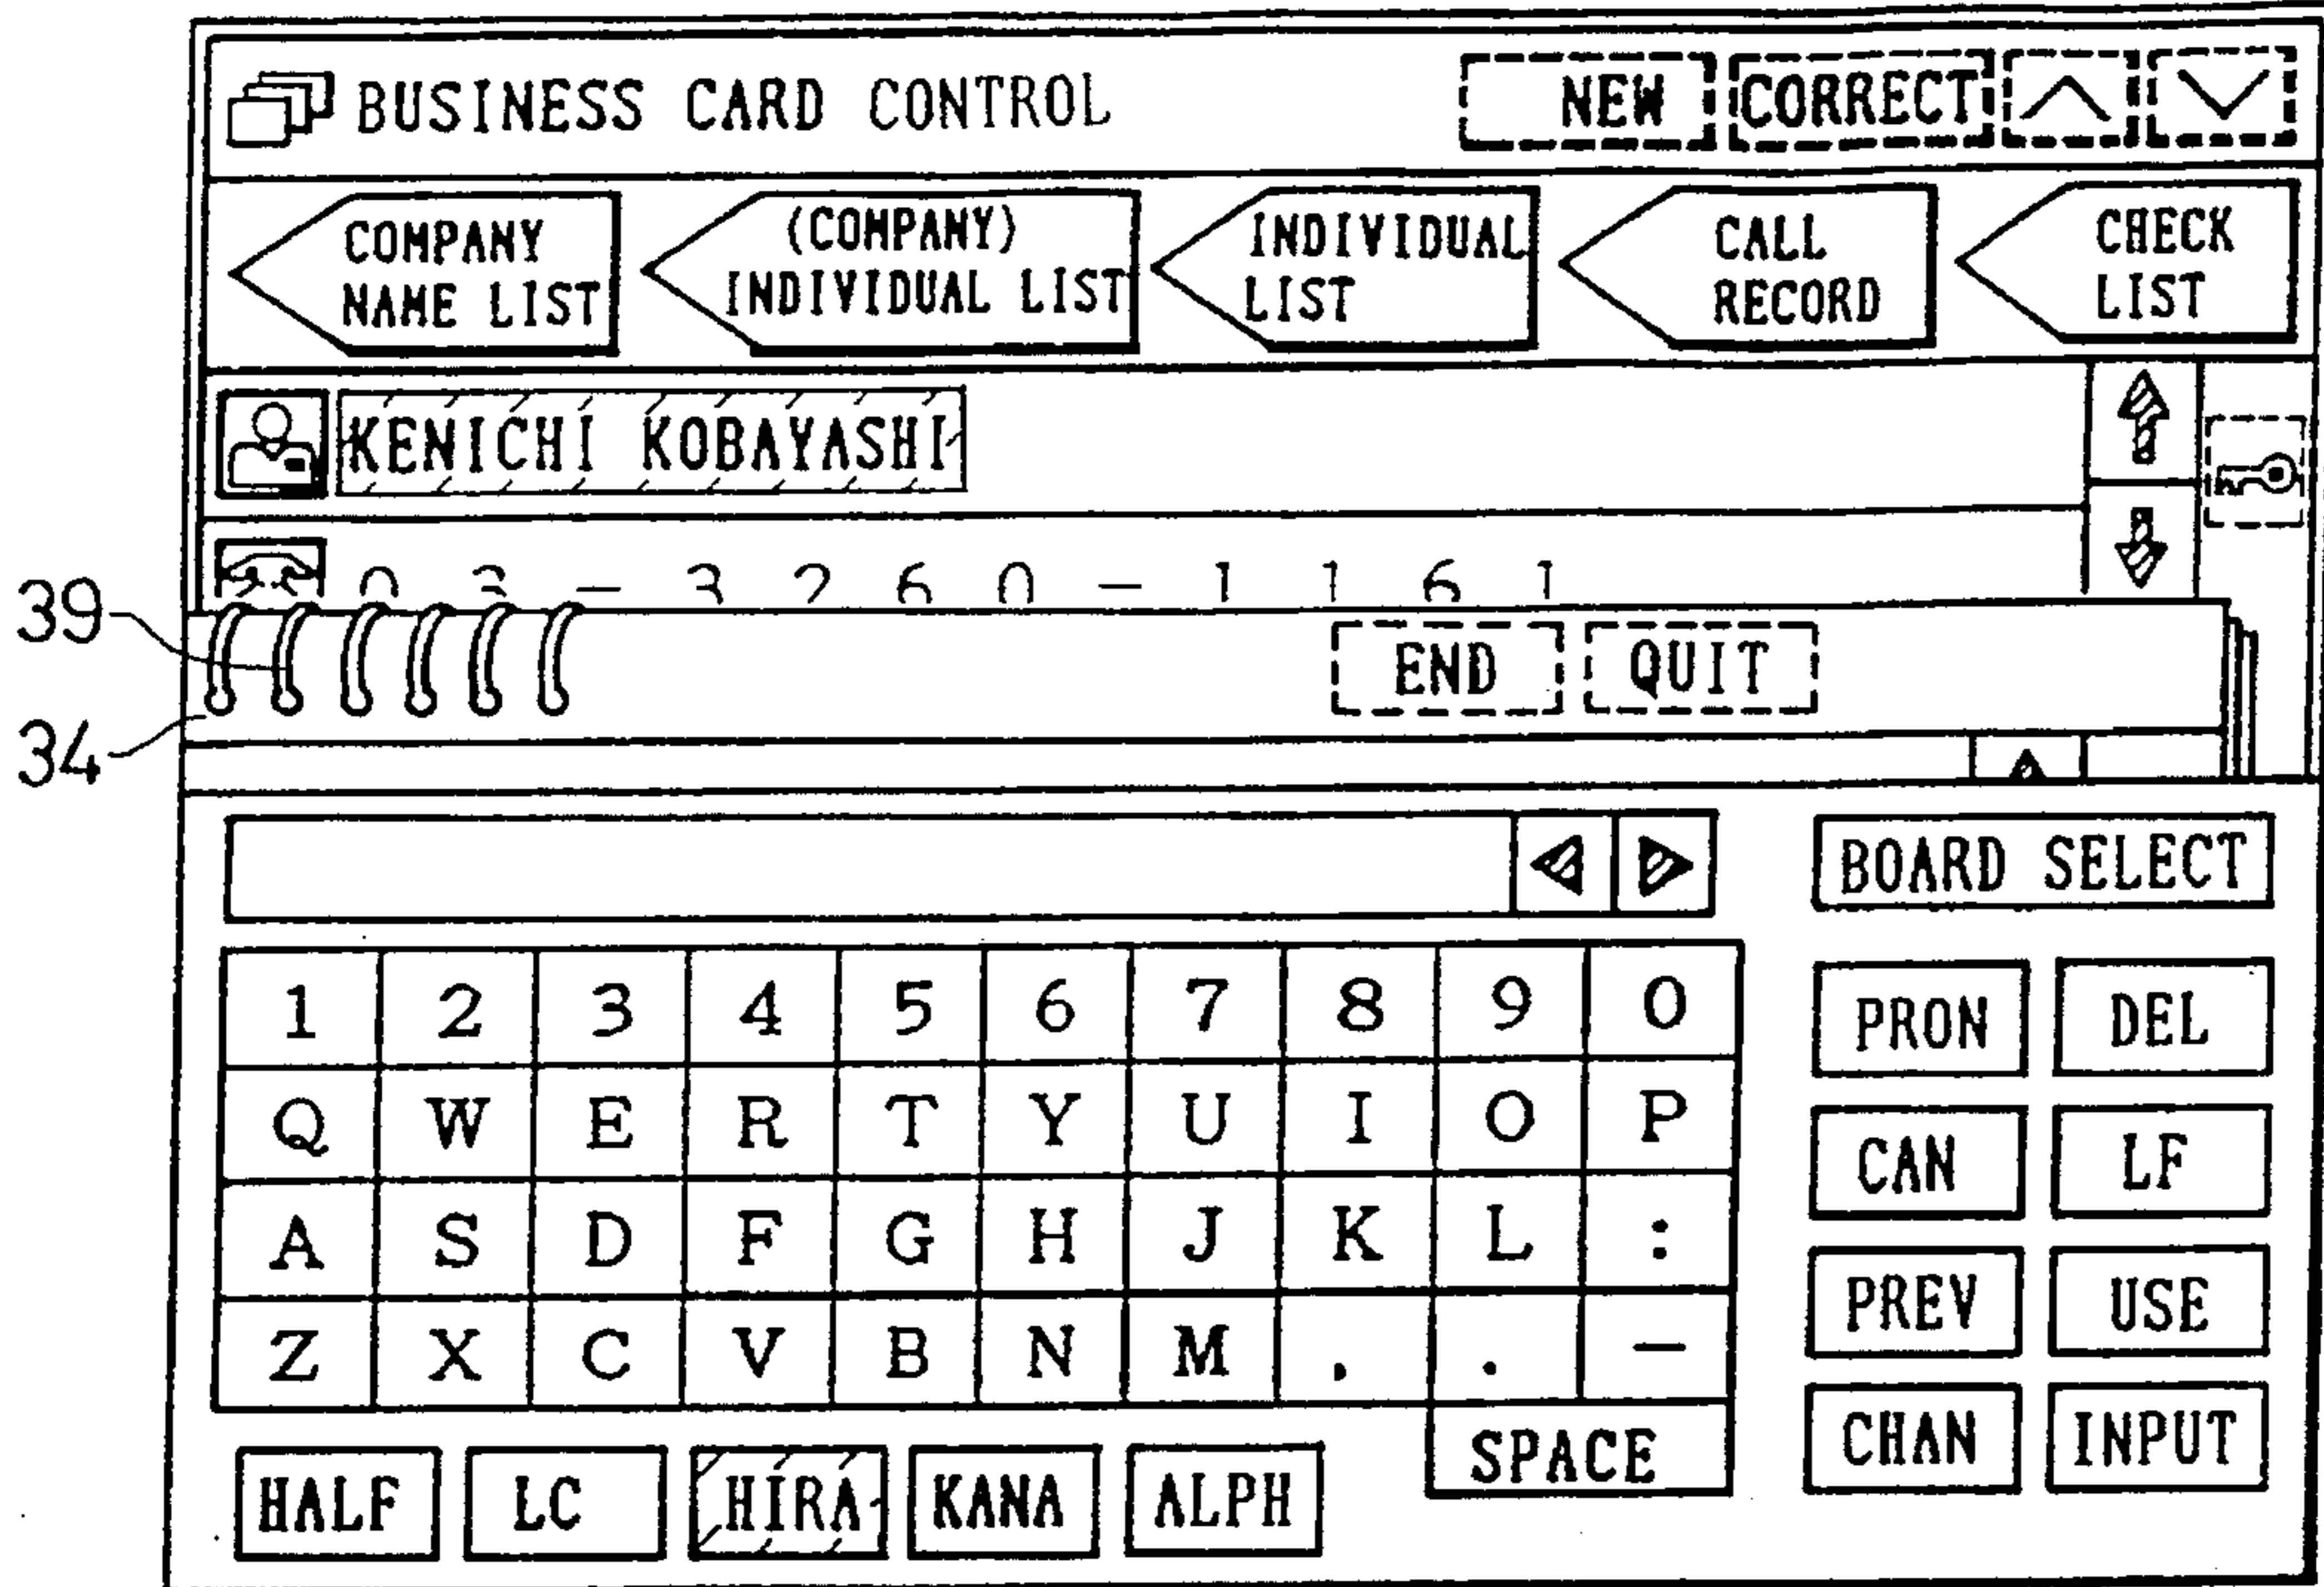 BUSINESS CARD CONTROL NEW CORRECT
COMPANY NAME LIST
(COMPANY) INDIVIDUAL LIST
INDIVIDUAL LIST
CALL RECORD
CHECK LIST
KENICHI KOBAYASHI
03-3260-1161
39
END QUIT
34
BOARD SELECT
1 2 3 4 5 6 7 8 9 0
PRON DEL
Q W E R T Y U I O P
CAN LF
A S D F G H J K L :
PREV USE
Z X C V B N M , . —
CHAN INPUT
SPACE
HALF LC HIRA KANA ALPH